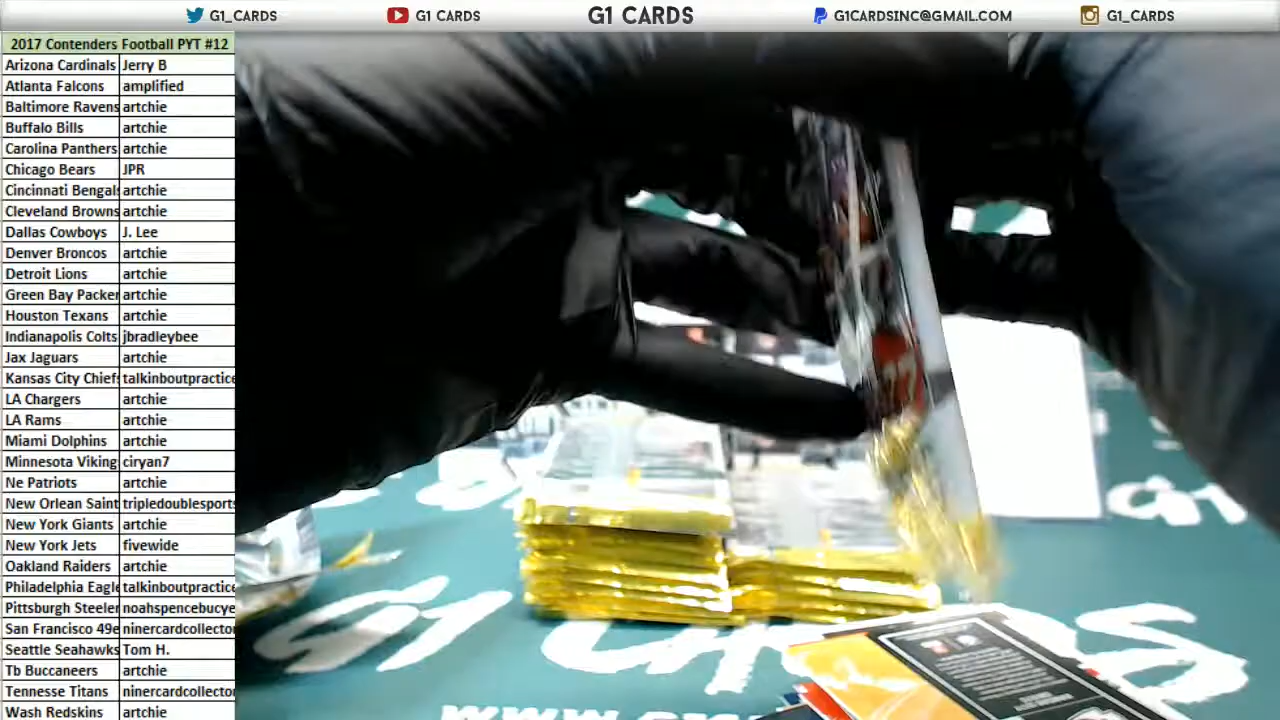 G1_CARDS G1 CARDS G1 CARDS G1CARDSINC@GMAIL.COM G1_CARDS
2017 Contenders Football PYT #12
Arizona Cardinals Jerry B
Atlanta Falcons amplified
Baltimore Ravens artchie
Buffalo Bills artchie
Carolina Panthers artchie
Chicago Bears JPR
Cincinnati Bengals artchie
Cleveland Browns artchie
Dallas Cowboys J. Lee
Denver Broncos artchie
Detroit Lions artchie
Green Bay Packer artchie
Houston Texans artchie
Indianapolis Colts jbradleybee
Jax Jaguars artchie
Kansas City Chiefs talkinboutpractice
LA Chargers artchie
LA Rams artchie
Miami Dolphins artchie
Minnesota Viking ciryan7
Ne Patriots artchie
New Orlean Saint tripledoublesports
New York Giants artchie
New York Jets fivewide
Oakland Raiders artchie
Philadelphia Eagle talkinboutpractice
Pittsburgh Steeler noahspencebucye
San Francisco 49e ninercardcollector
Seattle Seahawks Tom H.
Tb Buccaneers artchie
Tennesse Titans ninercardcollector
Wash Redskins artchie
G1 CARDS
www.